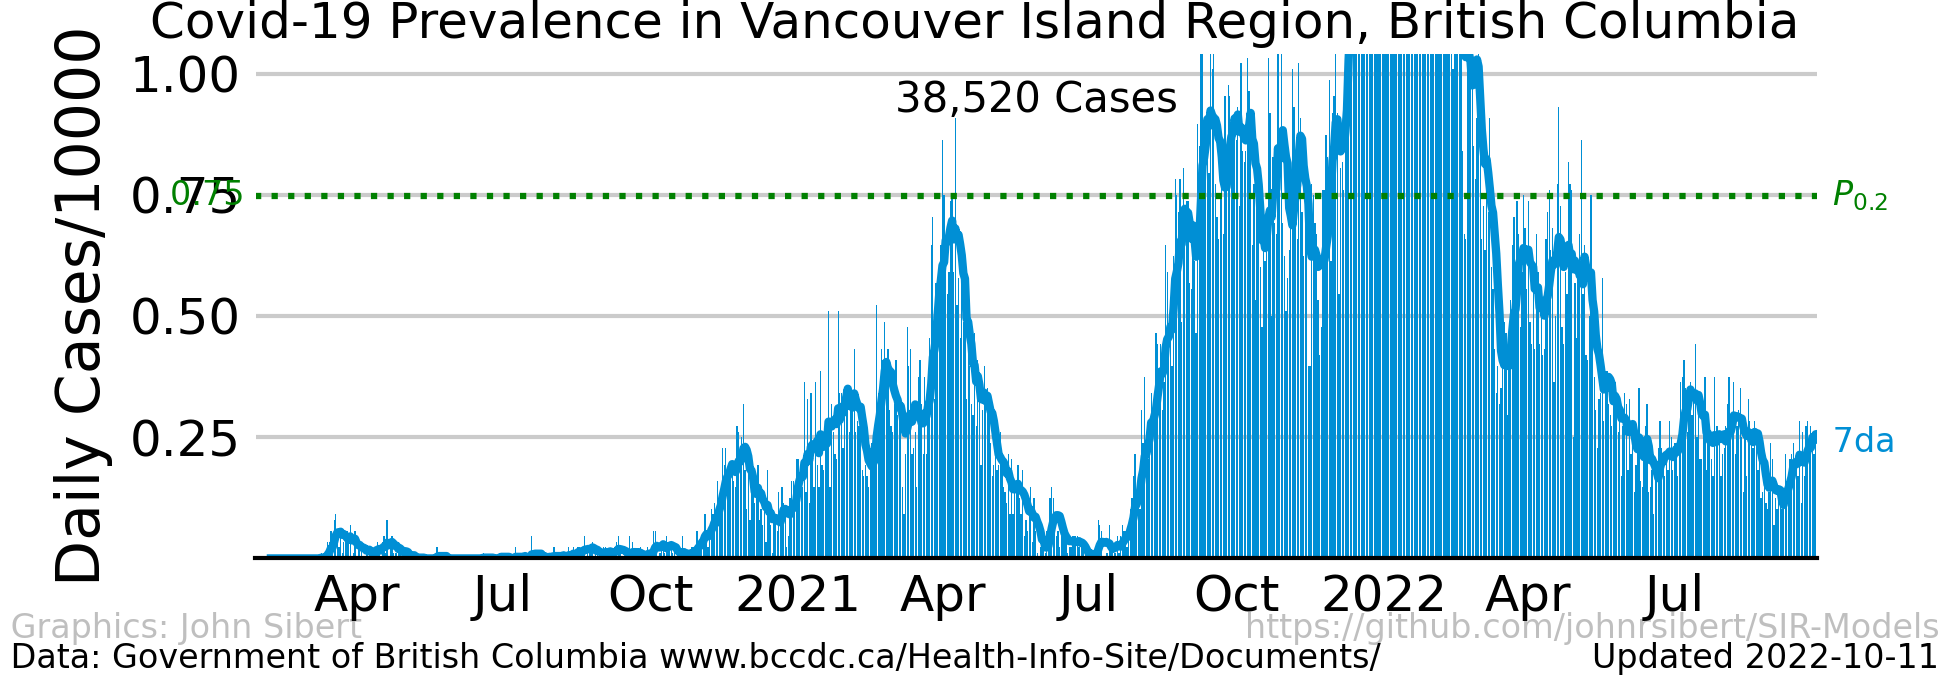 Covid-19 Prevalence in Vancouver Island Region, British Columbia
Daily Cases/10000
1.00
38,520 Cases
0.75
0.75
P0.2
0.50
0.25
7da
Apr Jul Oct 2021 Apr Jul Oct 2022 Apr Jul
Graphics: John Sibert https://github.com/johnrsibert/SIR-Models
Data: Government of British Columbia www.bccdc.ca/Health-Info-Site/Documents/ Updated 2022-10-11